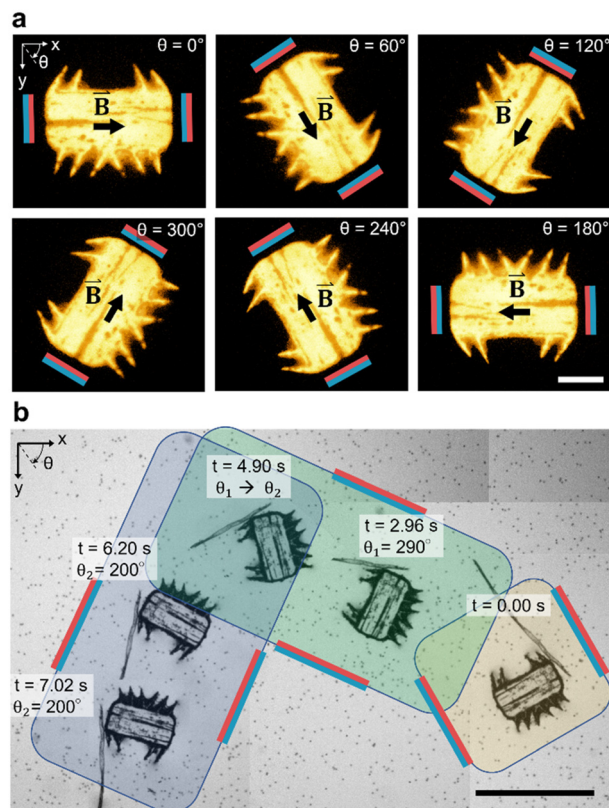 a
x
θ
y
θ = 0°
B
θ = 60°
B
θ = 120°
B
θ = 300°
B
θ = 240°
B
θ = 180°
B
b
x
θ
y
t = 4.90 s
θ₁ → θ₂
t = 2.96 s
θ₁= 290°
t = 6.20 s
θ₂= 200°
t = 0.00 s
t = 7.02 s
θ₂= 200°